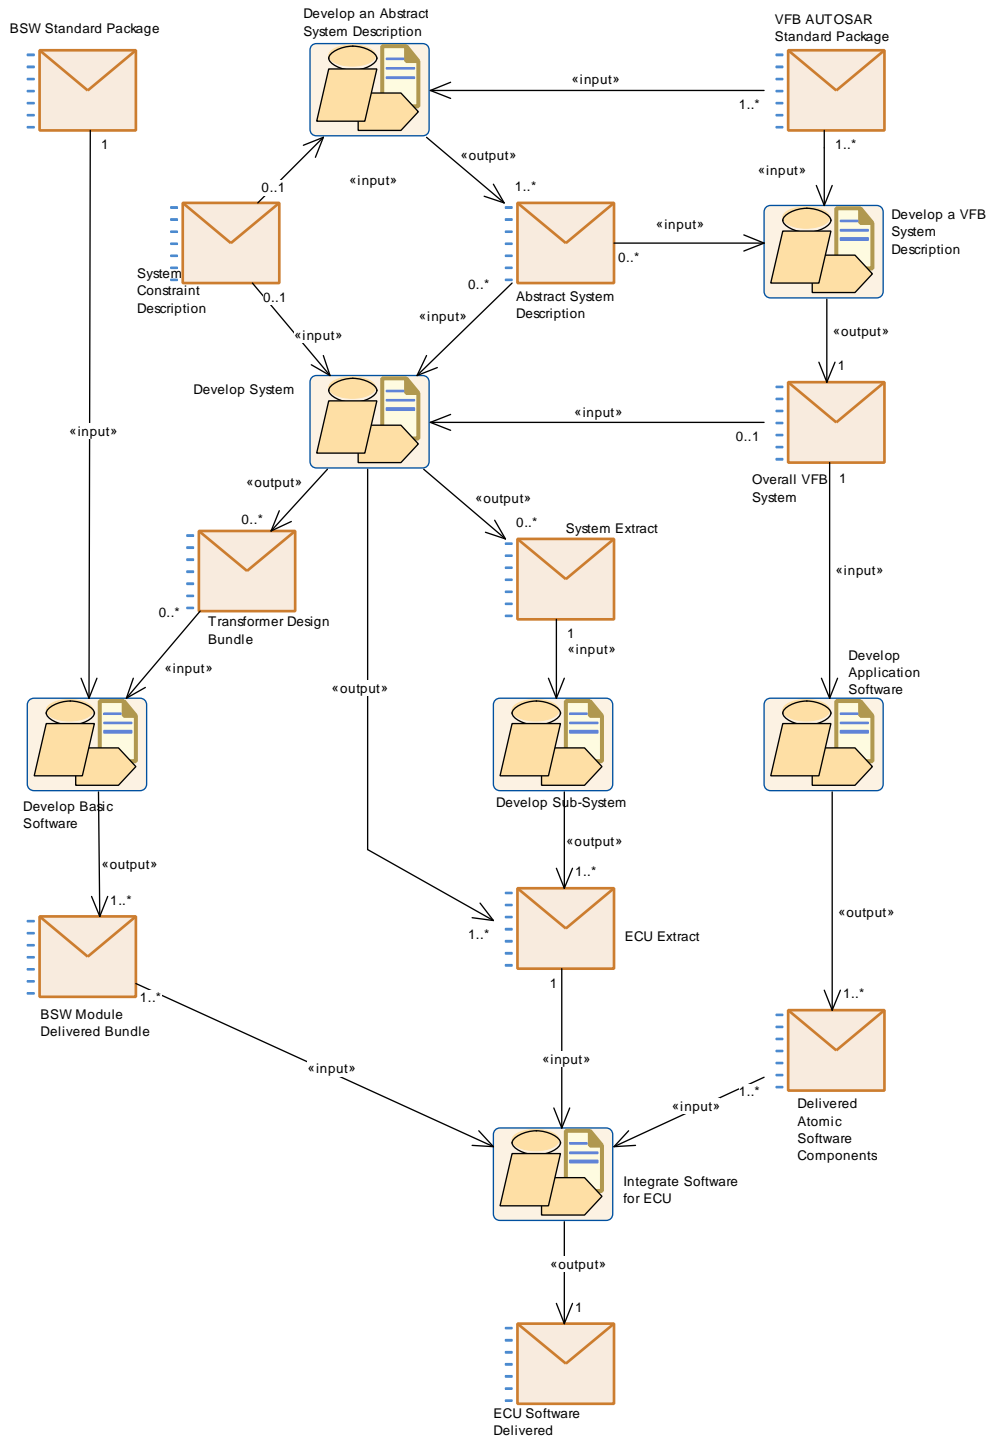 BSW Standard Package
Develop an Abstract
System Description
VFB AUTOSAR
Standard Package
«input»
1..*
1
1..*
«output»
«input»
«input»
0..1
1..*
Develop a VFB
System
Description
«input»
0..*
System
Constraint
Description
0..1
0..*
Abstract System
Description
«input»
«input»
«output»
1
Develop System
«input»
0..1
«input»
Overall VFB
System
1
«output»
«output»
0..*
0..*
System Extract
«input»
0..*
Transformer Design
Bundle
1
«input»
«input»
Develop
Application
Software
«output»
Develop Basic
Software
Develop Sub-System
«output»
«output»
1..*
1..*
«output»
1..*
ECU Extract
1
1..*
1..*
BSW Module
Delivered Bundle
«input»
«input»
1..*
«input»
Delivered
Atomic
Software
Components
Integrate Software
for ECU
«output»
1
ECU Software
Delivered